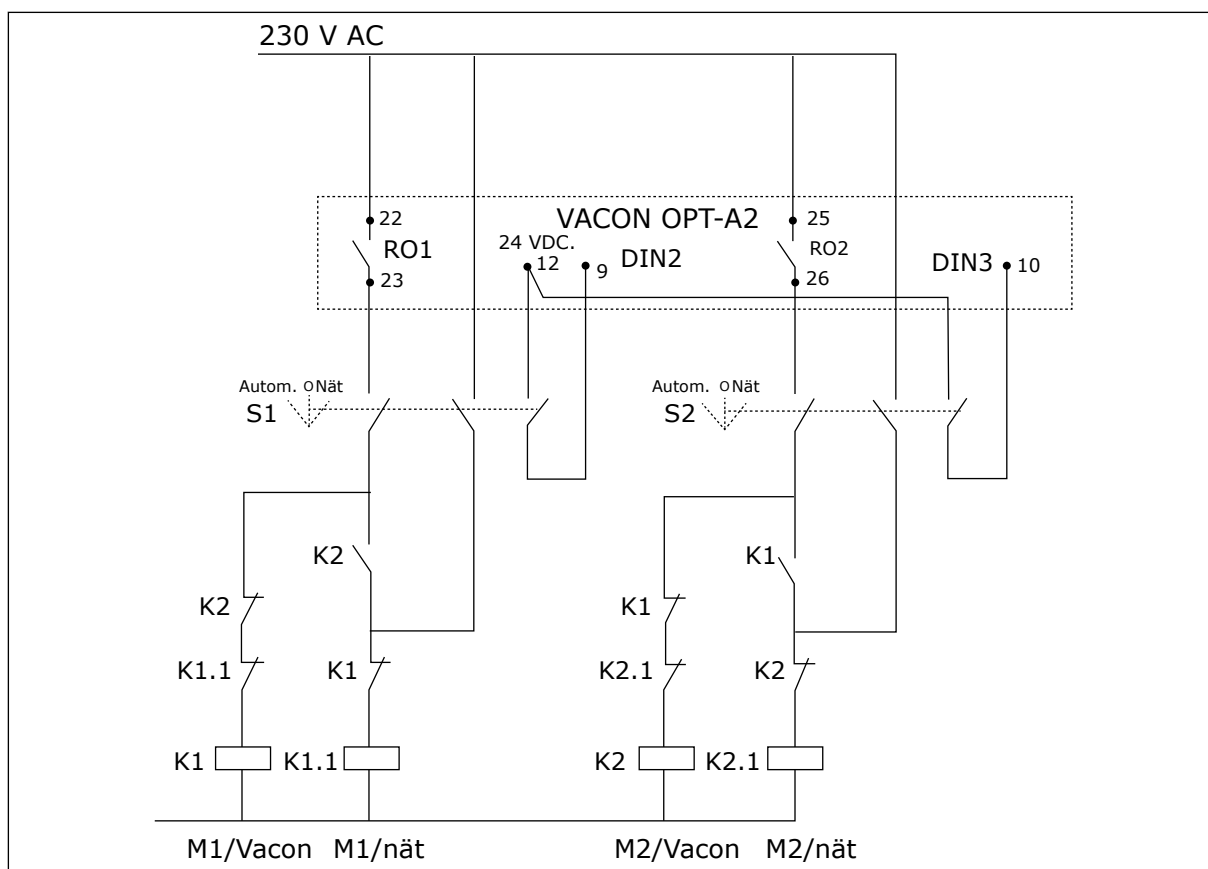 230 V AC
VACON OPT-A2
22
RO1
23
24 VDC.
12
9
DIN2
25
RO2
26
DIN3
10
Autom. O Nät
S1
Autom. O Nät
S2
K2
K1
K2
K1
K1.1
K1
K2.1
K2
K1
K1.1
K2
K2.1
M1/Vacon
M1/nät
M2/Vacon
M2/nät